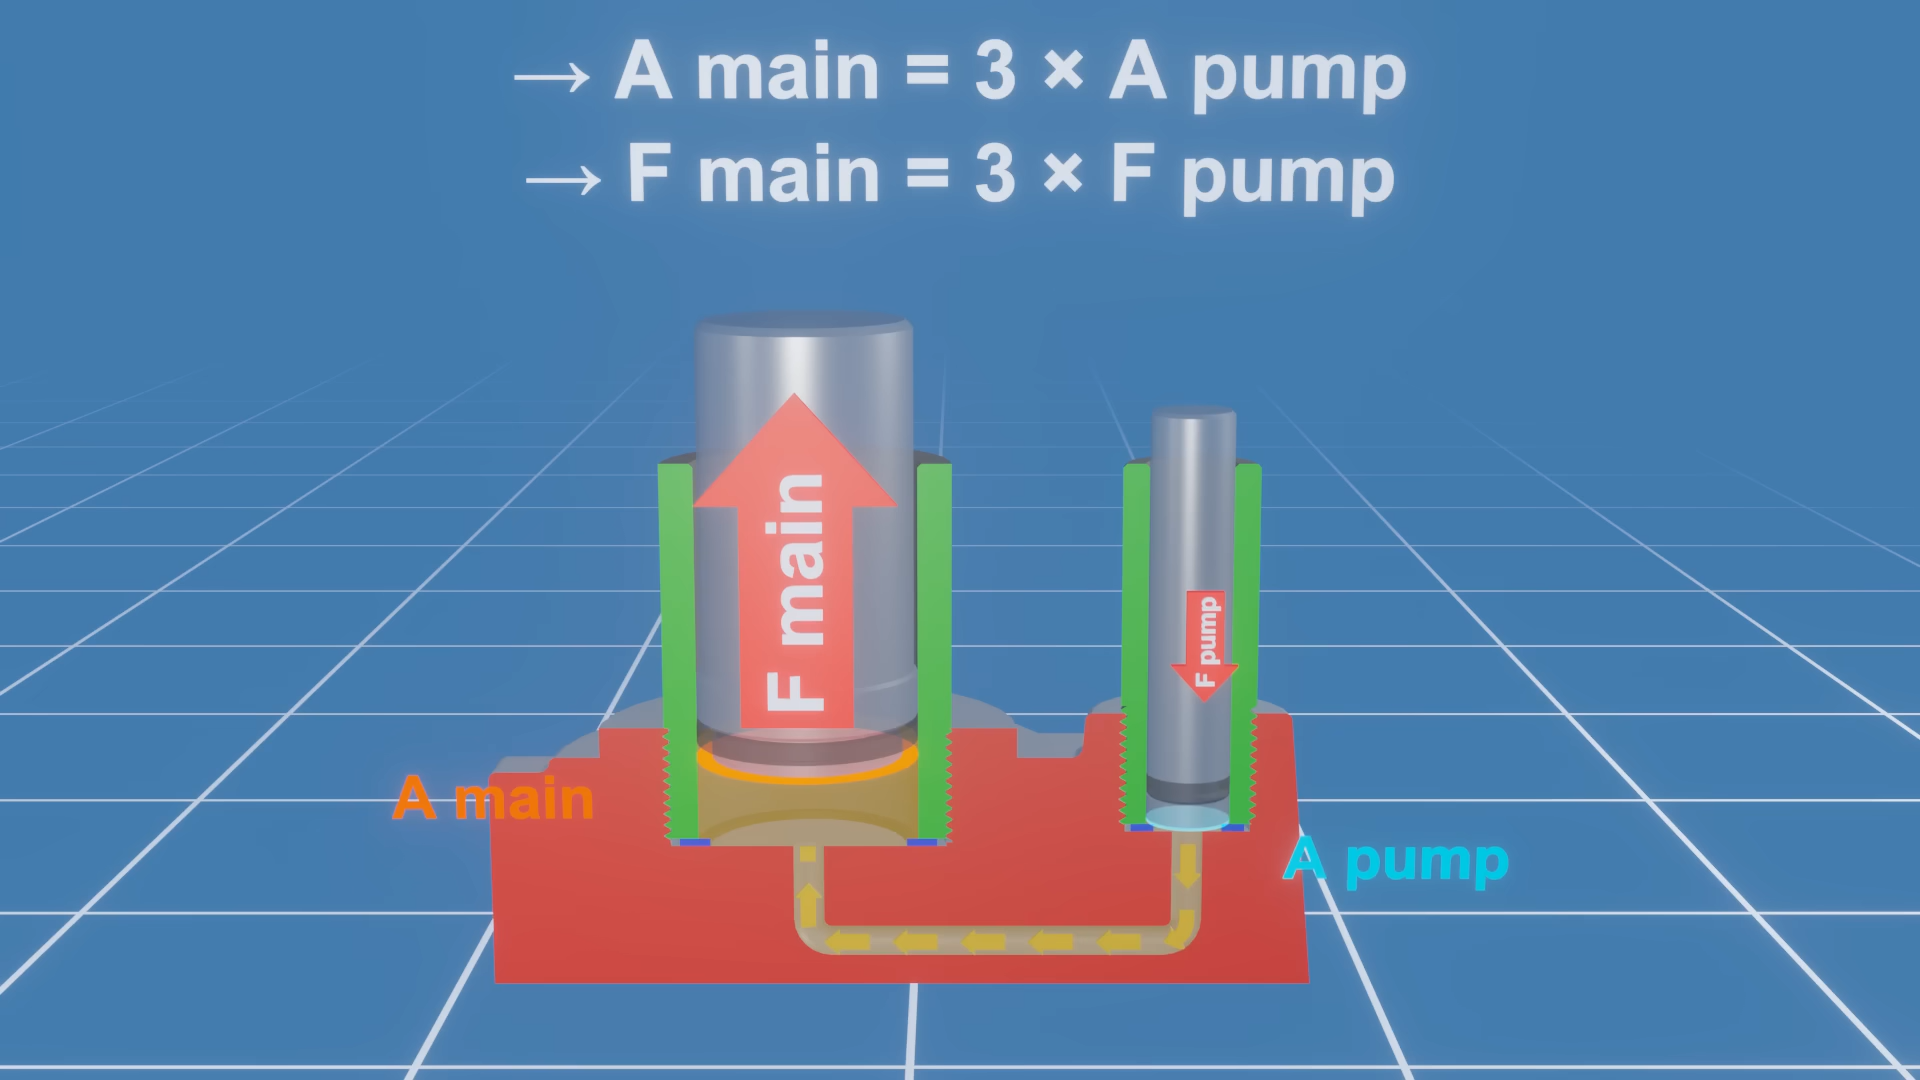 → A main = 3 × A pump
→ F main = 3 × F pump
F main
F pump
A main
A pump